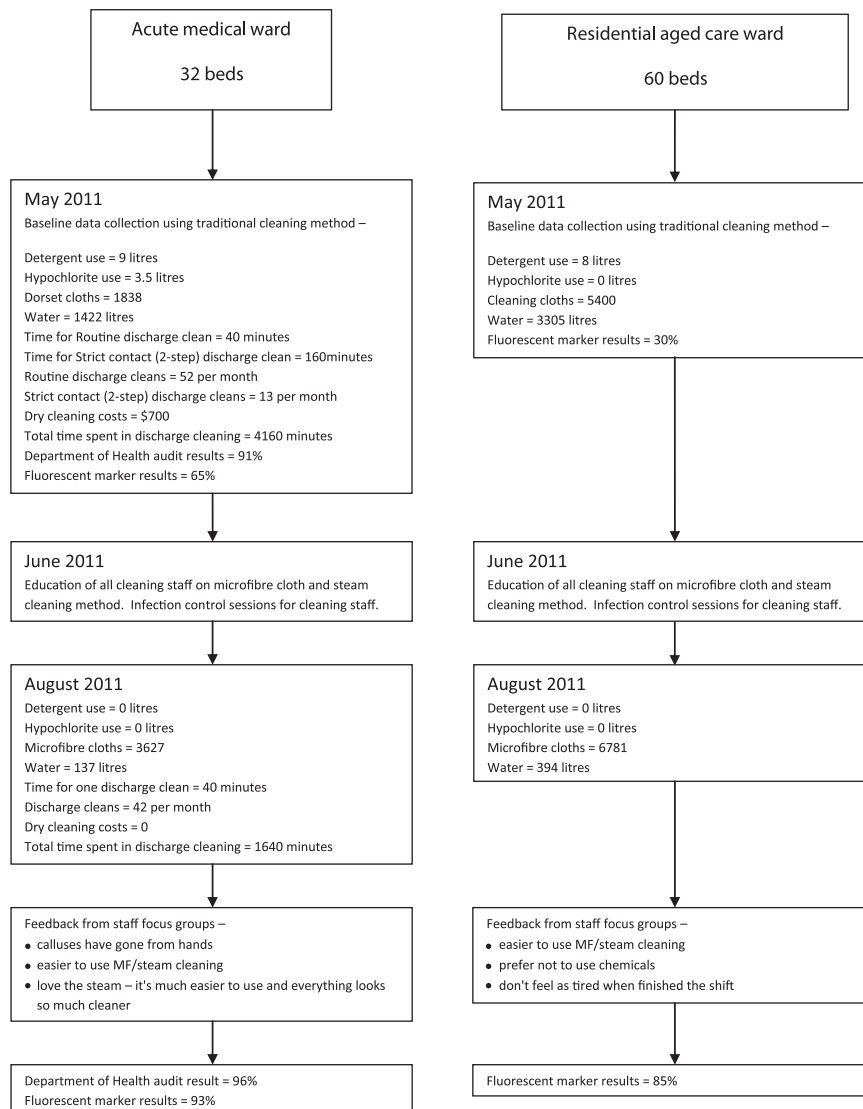 Acute medical ward
32 beds
Residential aged care ward
60 beds
May 2011
Baseline data collection using traditional cleaning method –
Detergent use = 9 litres
Hypochlorite use = 3.5 litres
Dorset cloths = 1838
Water = 1422 litres
Time for Routine discharge clean = 40 minutes
Time for Strict contact (2-step) discharge clean = 160minutes
Routine discharge cleans = 52 per month
Strict contact (2-step) discharge cleans = 13 per month
Dry cleaning costs = $700
Total time spent in discharge cleaning = 4160 minutes
Department of Health audit results = 91%
Fluorescent marker results = 65%
May 2011
Baseline data collection using traditional cleaning method –
Detergent use = 8 litres
Hypochlorite use = 0 litres
Cleaning cloths = 5400
Water = 3305 litres
Fluorescent marker results = 30%
June 2011
Education of all cleaning staff on microfibre cloth and steam
cleaning method.  Infection control sessions for cleaning staff.
June 2011
Education of all cleaning staff on microfibre cloth and steam
cleaning method.  Infection control sessions for cleaning staff.
August 2011
Detergent use = 0 litres
Hypochlorite use = 0 litres
Microfibre cloths = 3627
Water = 137 litres
Time for one discharge clean = 40 minutes
Discharge cleans = 42 per month
Dry cleaning costs = 0
Total time spent in discharge cleaning = 1640 minutes
August 2011
Detergent use = 0 litres
Hypochlorite use = 0 litres
Microfibre cloths = 6781
Water = 394 litres
Feedback from staff focus groups –
• calluses have gone from hands
• easier to use MF/steam cleaning
• love the steam – it's much easier to use and everything looks
so much cleaner
Feedback from staff focus groups –
• easier to use MF/steam cleaning
• prefer not to use chemicals
• don't feel as tired when finished the shift
Department of Health audit result = 96%
Fluorescent marker results = 93%
Fluorescent marker results = 85%